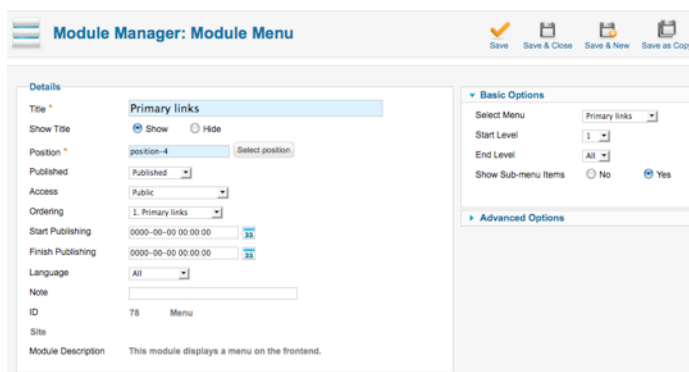 Module Manager: Module Menu
Save
Save & Close
Save & New
Save as Copy
Details
Title *
Primary links
Show Title
Show
Hide
Position *
position-4
Select position
Published
Published
Access
Public
Ordering
1. Primary links
Start Publishing
0000-00-00 00:00:00
23
Finish Publishing
0000-00-00 00:00:00
23
Language
All
Note
ID
78
Menu
Site
Module Description
This module displays a menu on the frontend.
Basic Options
Select Menu
Primary links
Start Level
1
End Level
All
Show Sub-menu Items
No
Yes
Advanced Options